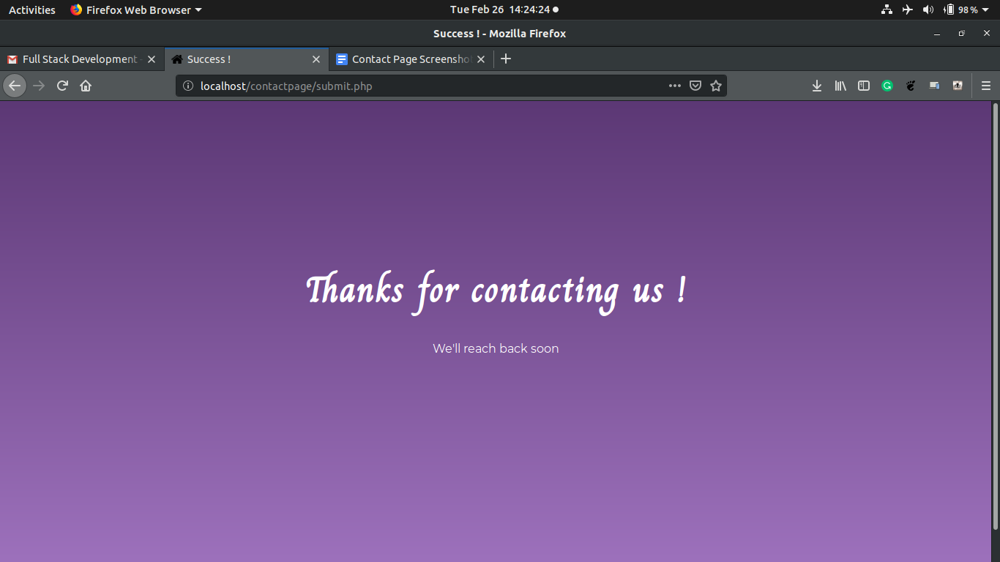 Activities Firefox Web Browser Tue Feb 26 14:24:24 98%
Success ! - Mozilla Firefox
Full Stack Development - Success ! Contact Page Screenshot
localhost/contactpage/submit.php
Thanks for contacting us !
We'll reach back soon